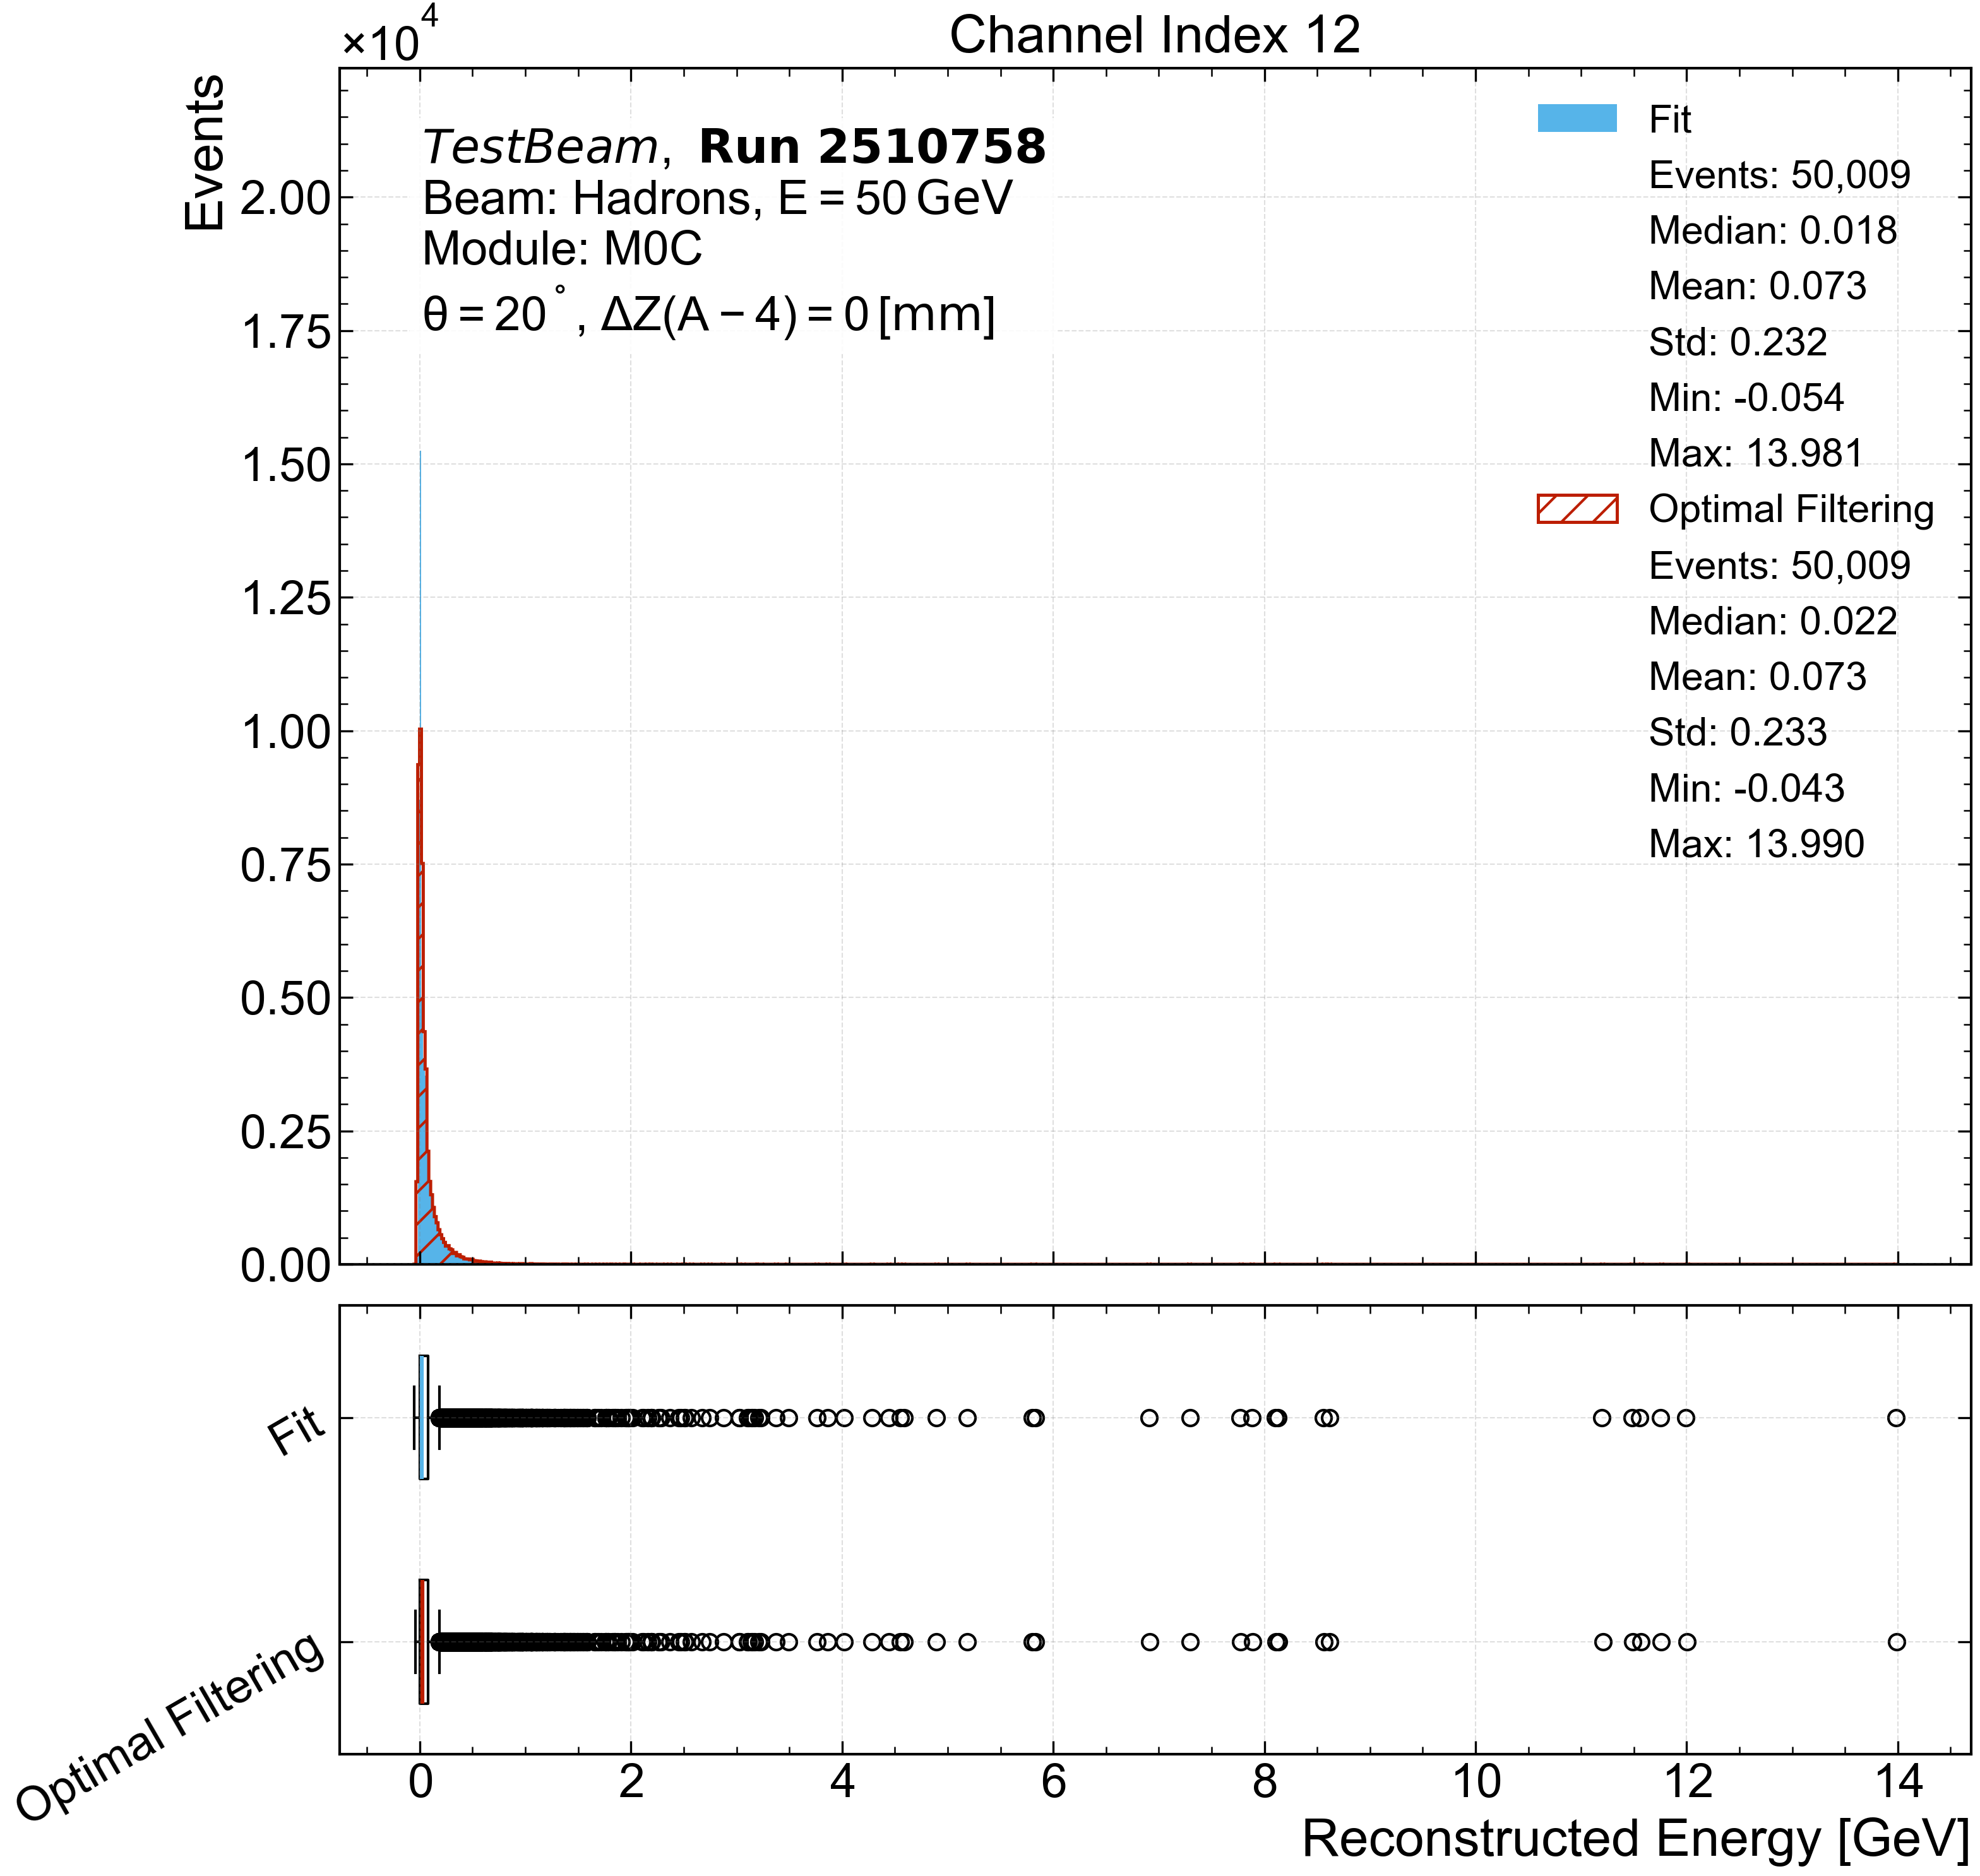 Channel Index 12
×10⁴
Events
TestBeam, Run 2510758
Beam: Hadrons, E = 50 GeV
Module: M0C
θ = 20°, ΔZ(A − 4) = 0 [mm]
Fit
Events: 50,009
Median: 0.018
Mean: 0.073
Std: 0.232
Min: -0.054
Max: 13.981
Optimal Filtering
Events: 50,009
Median: 0.022
Mean: 0.073
Std: 0.233
Min: -0.043
Max: 13.990
2.00
1.75
1.50
1.25
1.00
0.75
0.50
0.25
0.00
Fit
Optimal Filtering
0 2 4 6 8 10 12 14
Reconstructed Energy [GeV]